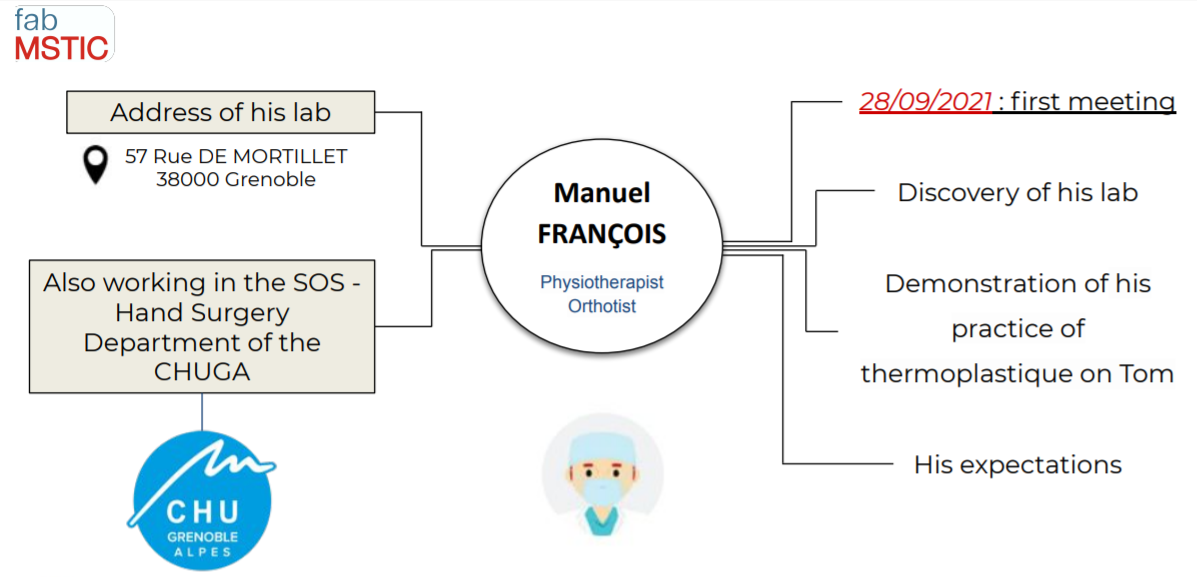 fab
MSTIC
Address of his lab
57 Rue DE MORTILLET
38000 Grenoble
Also working in the SOS -
Hand Surgery
Department of the
CHUGA
CHU
GRENOBLE
ALPES
Manuel
FRANÇOIS
Physiotherapist
Orthotist
28/09/2021 : first meeting
Discovery of his lab
Demonstration of his
practice of
thermoplastique on Tom
His expectations